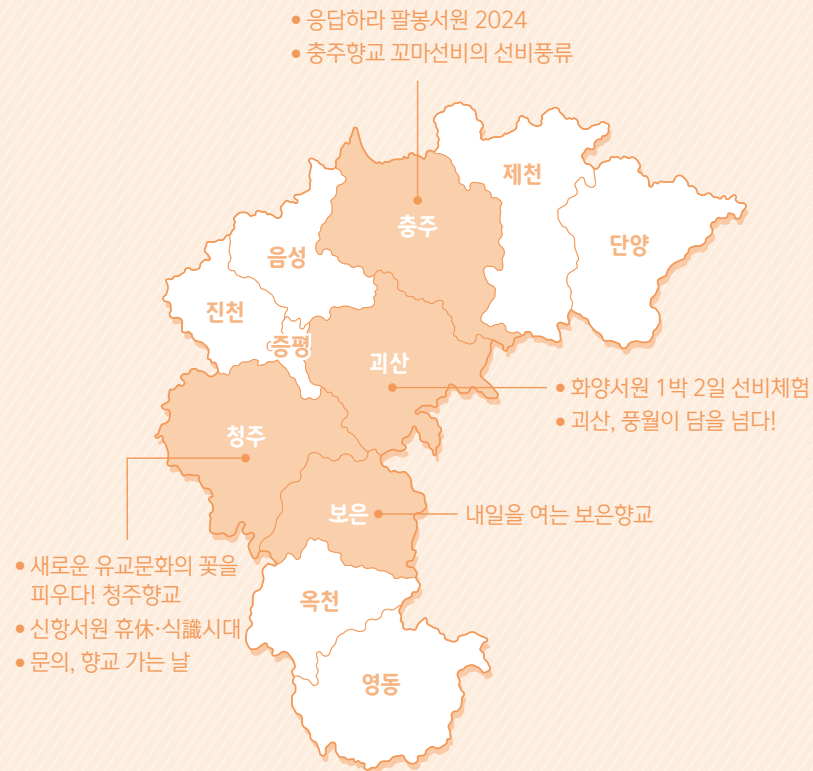 • 응답하라 팔봉서원 2024
• 충주향교 꼬마선비의 선비풍류
제천
충주
단양
음성
진천
증평
괴산
• 화양서원 1박 2일 선비체험
• 괴산, 풍월이 담을 넘다!
청주
보은
내일을 여는 보은향교
• 새로운 유교문화의 꽃을
피우다! 청주향교
• 신항서원 휴休·식識시대
• 문의, 향교 가는 날
옥천
영동